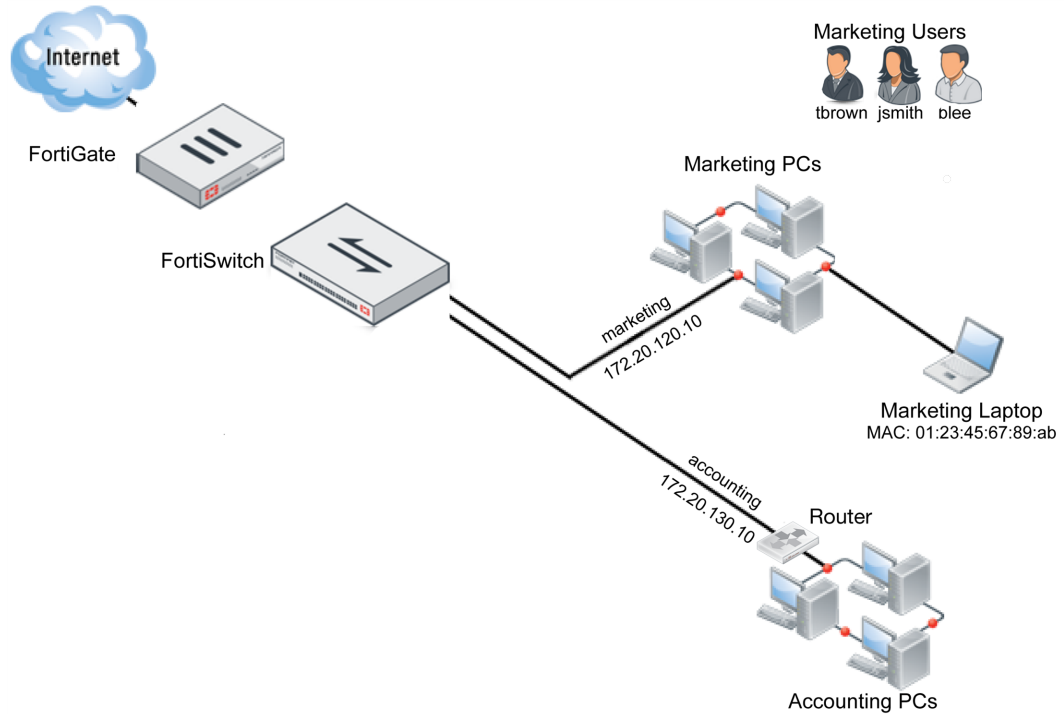 Internet
Marketing Users
tbrown jsmith blee
FortiGate
Marketing PCs
FortiSwitch
marketing
172.20.120.10
Marketing Laptop
MAC: 01:23:45:67:89:ab
accounting
172.20.130.10
Router
Accounting PCs